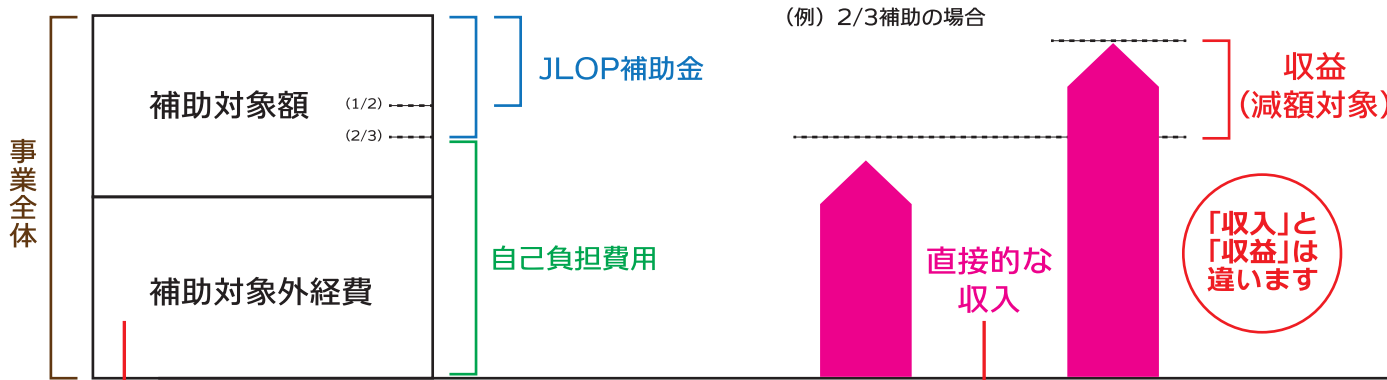 事業全体
補助対象額
(1/2)
(2/3)
補助対象外経費
JLOP補助金
自己負担費用
(例)2/3補助の場合
直接的な
収入
収益
(減額対象)
「収入」と
「収益」は
違います